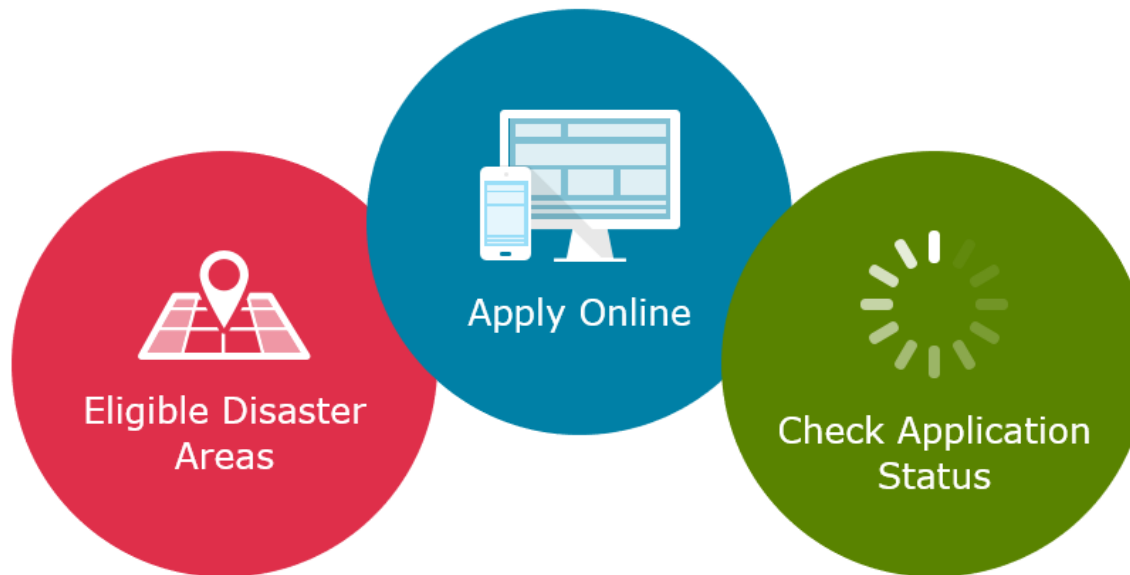 Eligible Disaster
Areas
Apply Online
Check Application
Status